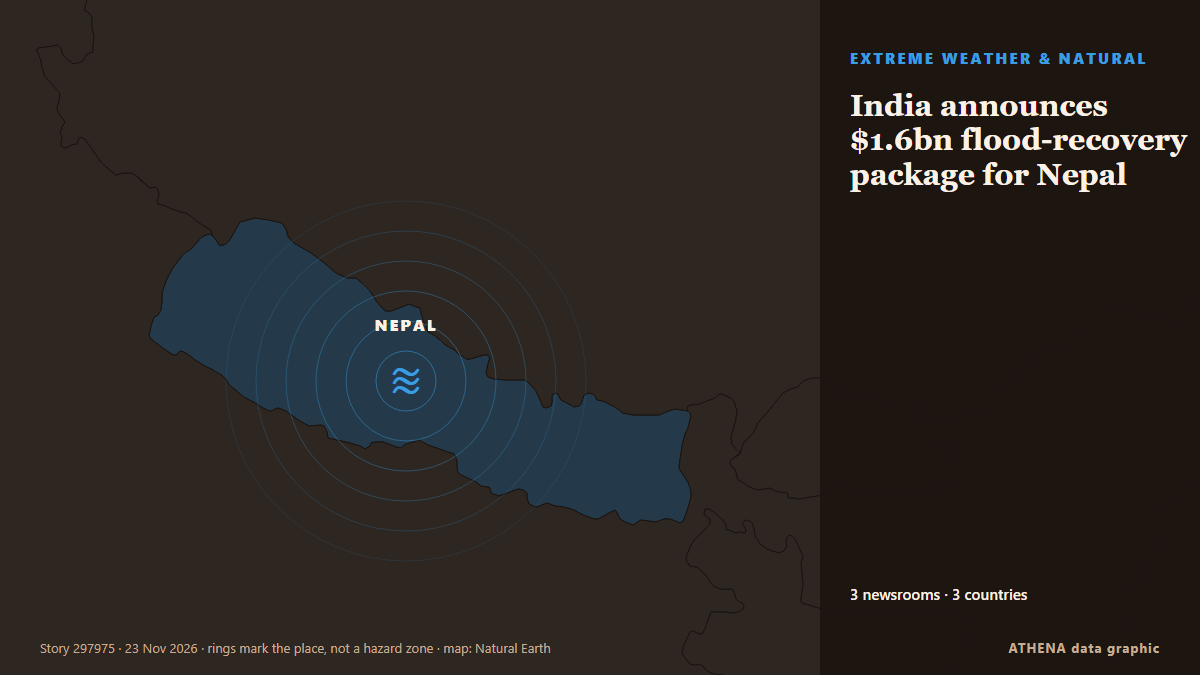 EXTREME WEATHER & NATURAL
India announces
$1.6bn flood-recovery
package for Nepal
NEPAL
3 newsrooms · 3 countries
Story 297975 · 23 Nov 2026 · rings mark the place, not a hazard zone · map: Natural Earth
ATHENA data graphic